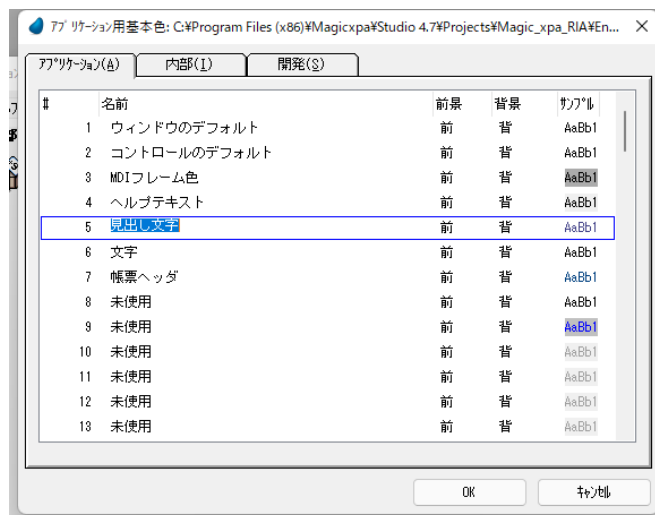 アプリケーション用基本色: C:¥Program Files (x86)¥Magicxpa¥Studio 4.7¥Projects¥Magic_xpa_RIA¥En...
アプリケーション(A) 内部(I) 開発(S)
# 名前 前景 背景 サンプル
1 ウィンドウのデフォルト 前 背 AaBb1
2 コントロールのデフォルト 前 背 AaBb1
3 MDIフレーム色 前 背 AaBb1
4 ヘルプテキスト 前 背 AaBb1
5 見出し文字 前 背 AaBb1
6 文字 前 背 AaBb1
7 帳票ヘッダ 前 背 AaBb1
8 未使用 前 背 AaBb1
9 未使用 前 背 AaBb1
10 未使用 前 背 AaBb1
11 未使用 前 背 AaBb1
12 未使用 前 背 AaBb1
13 未使用 前 背 AaBb1
OK キャンセル